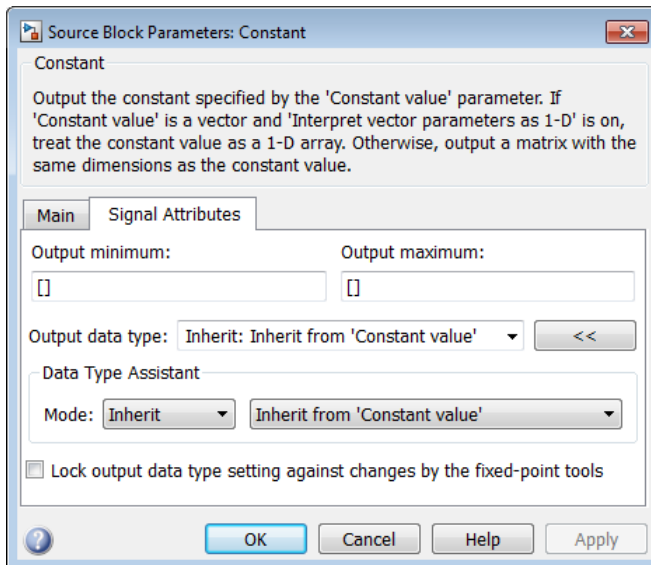 Source Block Parameters: Constant
Constant
Output the constant specified by the 'Constant value' parameter. If
'Constant value' is a vector and 'Interpret vector parameters as 1-D' is on,
treat the constant value as a 1-D array. Otherwise, output a matrix with the
same dimensions as the constant value.
Main Signal Attributes
Output minimum: Output maximum:
[] []
Output data type: Inherit: Inherit from 'Constant value' <<
Data Type Assistant
Mode: Inherit Inherit from 'Constant value'
Lock output data type setting against changes by the fixed-point tools
? OK Cancel Help Apply